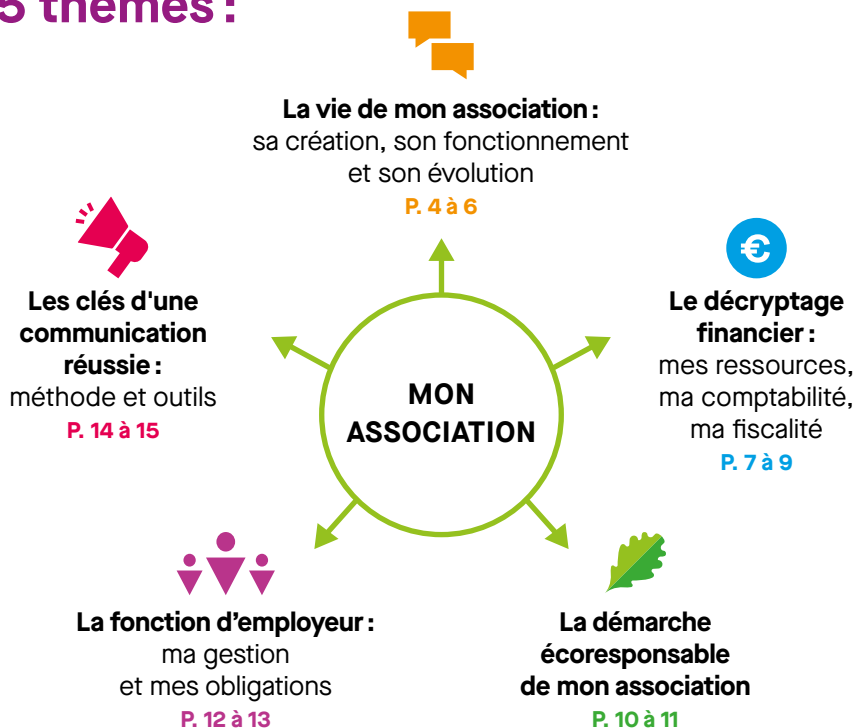 5 thèmes :
La vie de mon association :
sa création, son fonctionnement
et son évolution
P. 4 à 6
€
Le décryptage
financier :
mes ressources,
ma comptabilité,
ma fiscalité
P. 7 à 9
La démarche
écoresponsable
de mon association
P. 10 à 11
La fonction d’employeur :
ma gestion
et mes obligations
P. 12 à 13
Les clés d'une
communication
réussie :
méthode et outils
P. 14 à 15
MON
ASSOCIATION